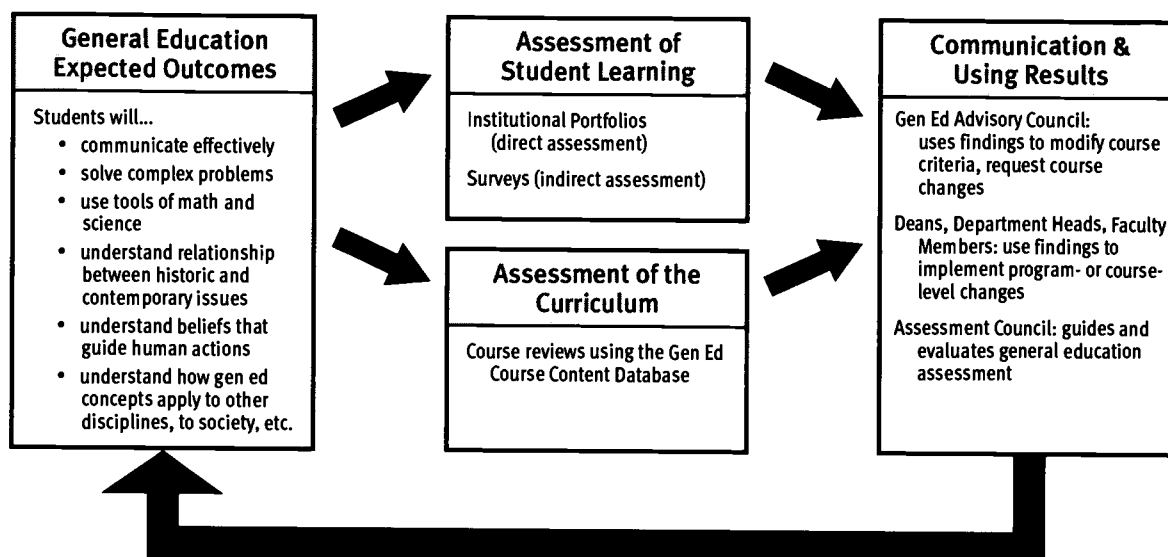 General Education
Expected Outcomes
Students will...
• communicate effectively
• solve complex problems
• use tools of math and
science
• understand relationship
between historic and
contemporary issues
• understand beliefs that
guide human actions
• understand how gen ed
concepts apply to other
disciplines, to society, etc.
Assessment of
Student Learning
Institutional Portfolios
(direct assessment)
Surveys (indirect assessment)
Assessment of the
Curriculum
Course reviews using the Gen Ed
Course Content Database
Communication &
Using Results
Gen Ed Advisory Council:
uses findings to modify course
criteria, request course
changes
Deans, Department Heads, Faculty
Members: use findings to
implement program- or course-
level changes
Assessment Council: guides and
evaluates general education
assessment